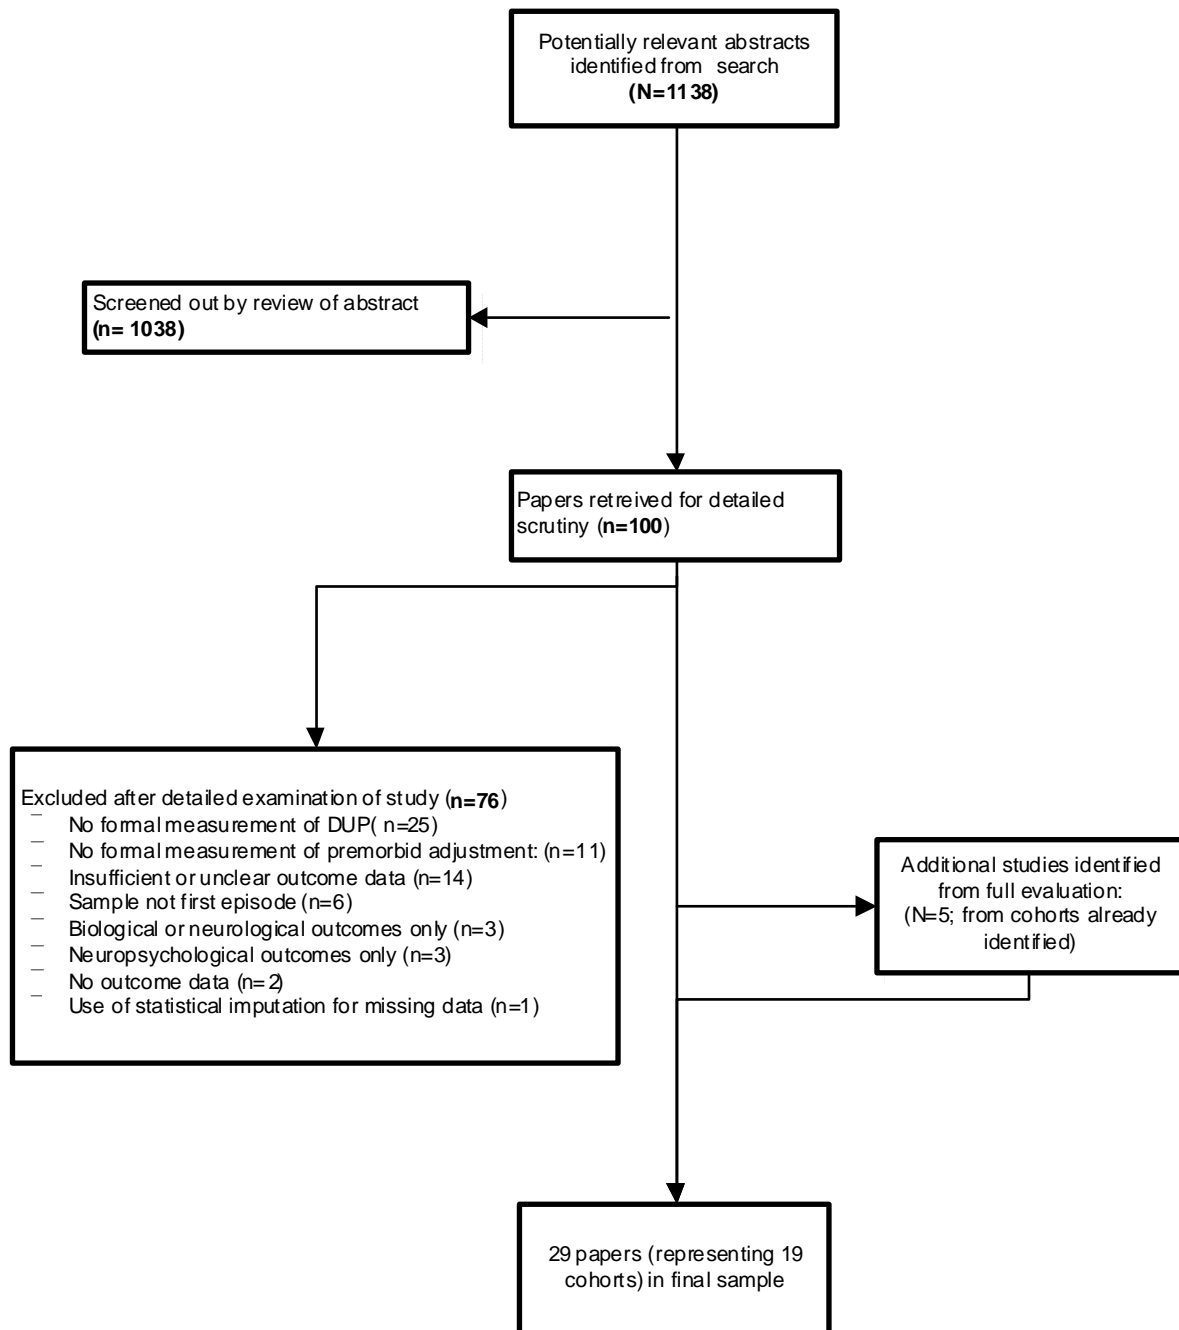 Potentially relevant abstracts
identified from search
(N=1138)
Screened out by review of abstract
(n= 1038)
Papers retreived for detailed
scrutiny (n=100)
Excluded after detailed examination of study (n=76)
¯ No formal measurement of DUP( n=25)
¯ No formal measurement of premorbid adjustment: (n=11)
¯ Insufficient or unclear outcome data (n=14)
¯ Sample not first episode (n=6)
¯ Biological or neurological outcomes only (n=3)
¯ Neuropsychological outcomes only (n=3)
¯ No outcome data (n=2)
¯ Use of statistical imputation for missing data (n=1)
Additional studies identified
from full evaluation:
(N=5; from cohorts already
identified)
29 papers (representing 19
cohorts) in final sample